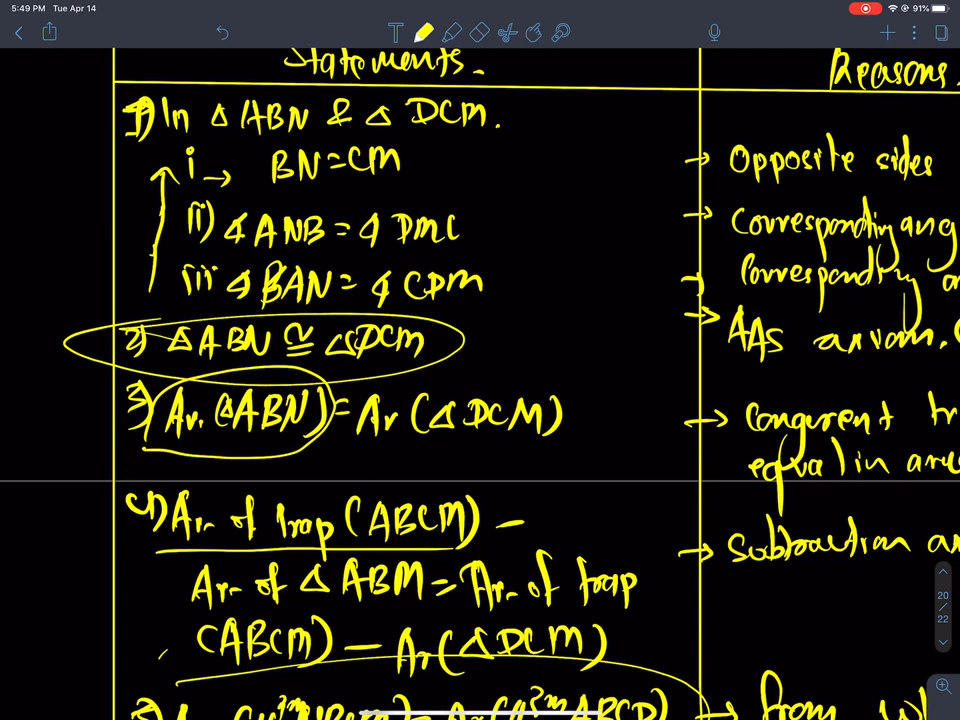 5:49 PM Tue Apr 14
91%
Statements.
Reasons.
1) In △ ABN & △ DCM.
i → BN = CM
→ Opposite sides
ii) ∢ ANB = ∢ DMC
→ Corresponding ang
iii ∢ BAN = ∢ CDM
→ Corresponding
2) △ ABN ≅ △ DCM
→ AAS
3) Ar. (△ABN) = Ar (△ DCM)
→ congurent
equal in area
4) Ar. of trap (ABCM) –
→ Subtraction
Ar. of △ ABM = Ar. of trap
(ABCM) – Ar (△ DCM)
ABCD)
→ from
20
22